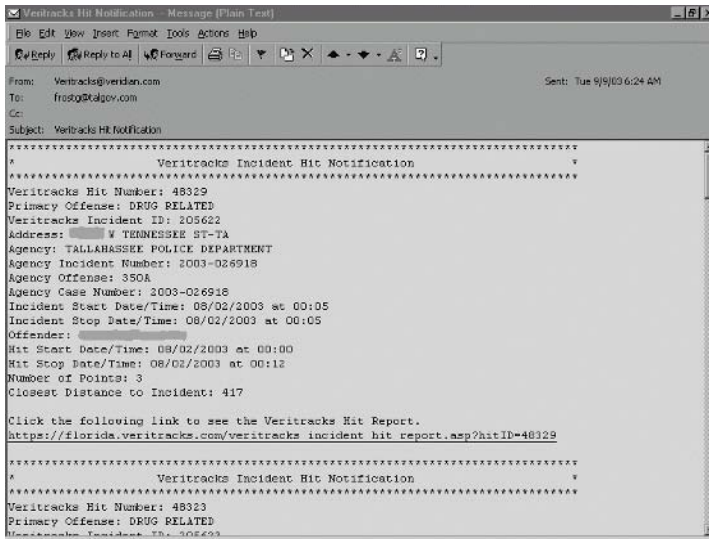 Veritracks Hit Notification - Message (Plain Text)
File Edit View Insert Format Tools Actions Help
Reply Reply to All Forward
From: Veritracks@veridian.com Sent: Tue 9/9/03 6:24 AM
To: frostg@talgov.com
Cc:
Subject: Veritracks Hit Notification
********************************************************************************
* Veritracks Incident Hit Notification *
********************************************************************************
Veritracks Hit Number: 48329
Primary Offense: DRUG RELATED
Veritracks Incident ID: 205622
Address: W TENNESSEE ST-TA
Agency: TALLAHASSEE POLICE DEPARTMENT
Agency Incident Number: 2003-026918
Agency Offense: 350A
Agency Case Number: 2003-026918
Incident Start Date/Time: 08/02/2003 at 00:05
Incident Stop Date/Time: 08/02/2003 at 00:05
Offender:
Hit Start Date/Time: 08/02/2003 at 00:00
Hit Stop Date/Time: 08/02/2003 at 00:12
Number of Points: 3
Closest Distance to Incident: 417
Click the following link to see the Veritracks Hit Report.
https://florida.veritracks.com/veritracks_incident_hit_report.asp?hitID=48329
********************************************************************************
* Veritracks Incident Hit Notification *
********************************************************************************
Veritracks Hit Number: 48323
Primary Offense: DRUG RELATED
Veritracks Incident ID: 205623